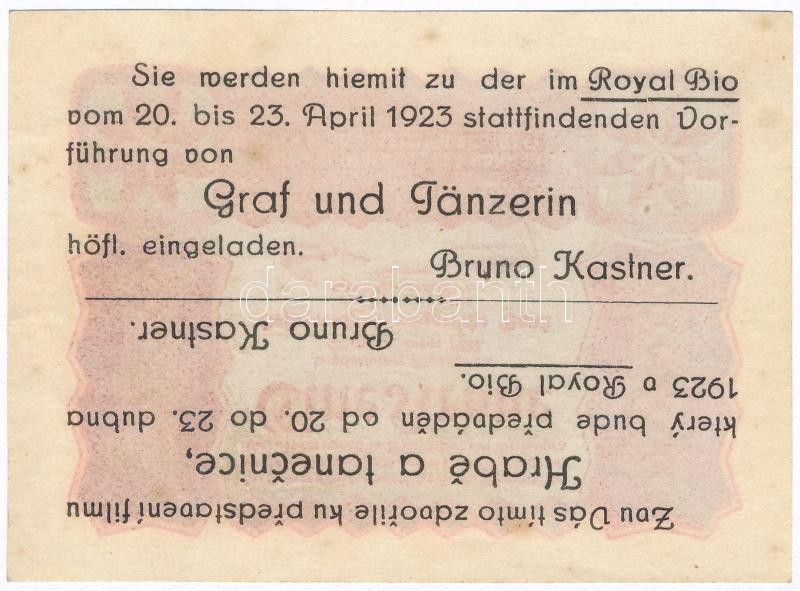 Sie werden hiemit zu der im Royal Bio
vom 20. bis 23. April 1923 stattfindenden Vor-
führung von
Graf und Tänzerin
höfl. eingeladen.
Bruno Kastner.
darabanth
Zvu Vás tímto zdvořile ku představení filmu
Hrabě a tanečnice,
který bude předváděn od 20. do 23. dubna
1923 v Royal Bio.
Bruno Kastner.